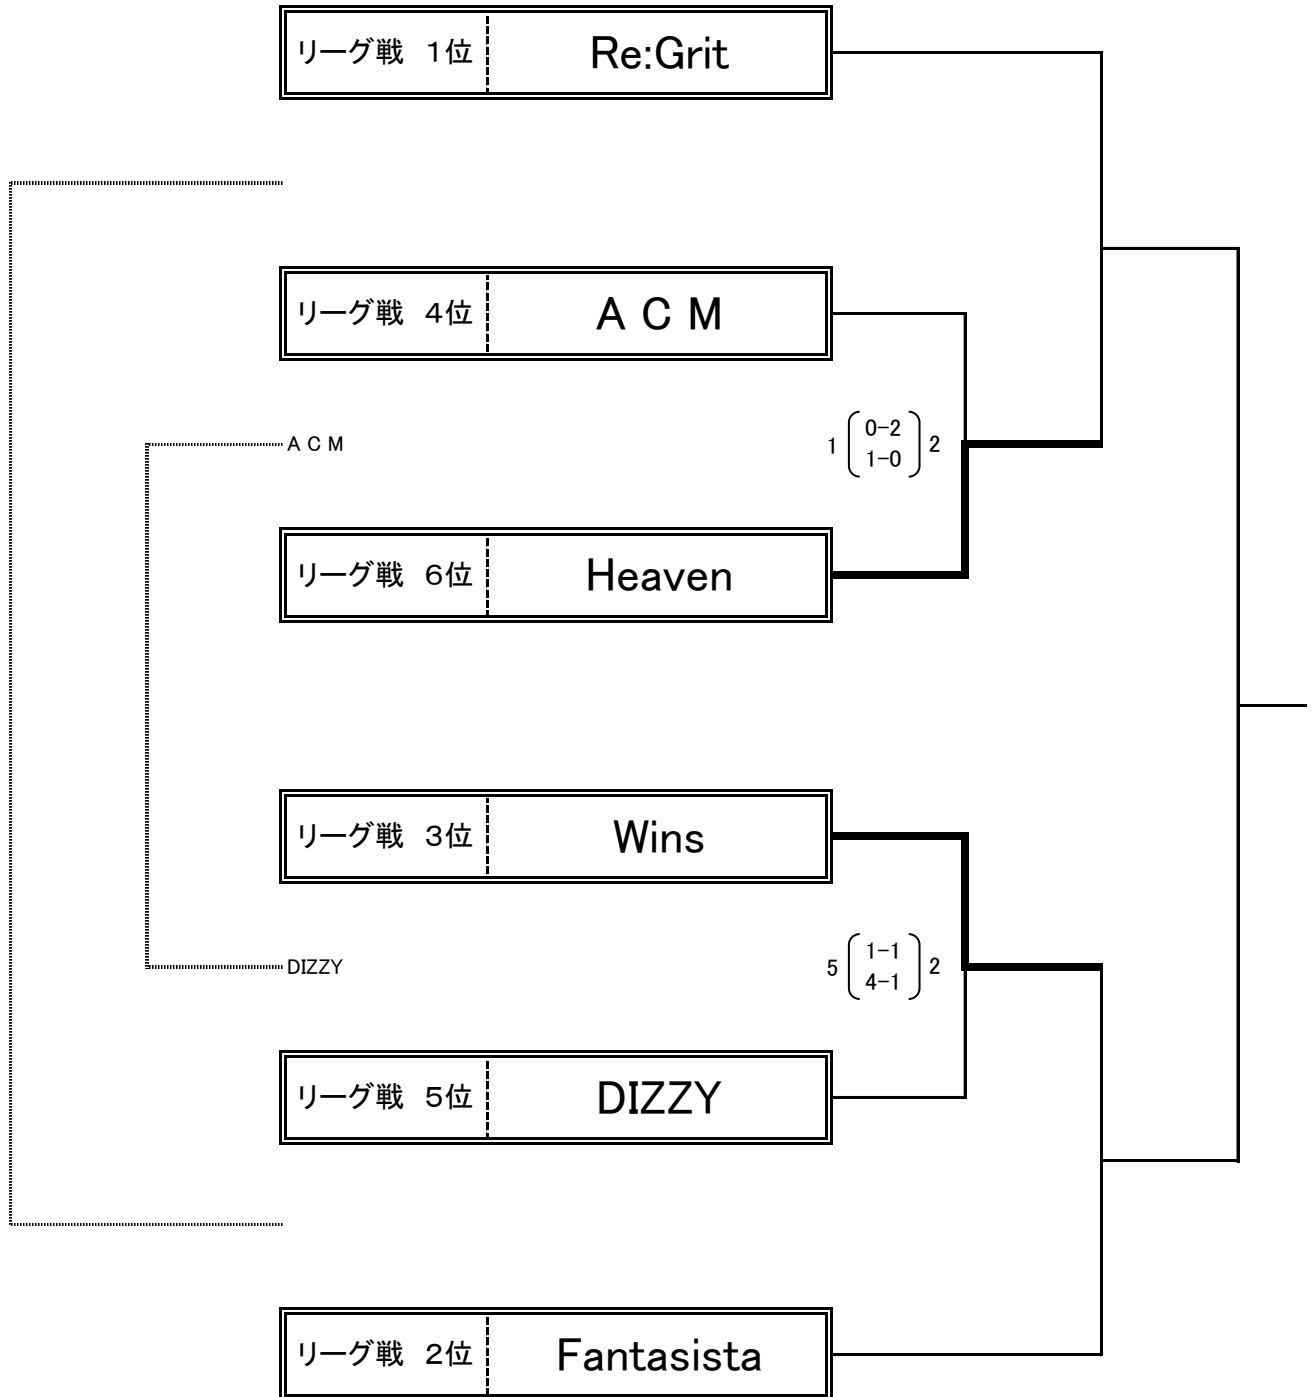 リーグ戦　１位 Re:Grit
リーグ戦　４位 ＡＣＭ
ＡＣＭ
1 0-2 2
1-0
リーグ戦　６位 Heaven
リーグ戦　３位 Wins
DIZZY
5 1-1 2
4-1
リーグ戦　５位 DIZZY
リーグ戦　２位 Fantasista